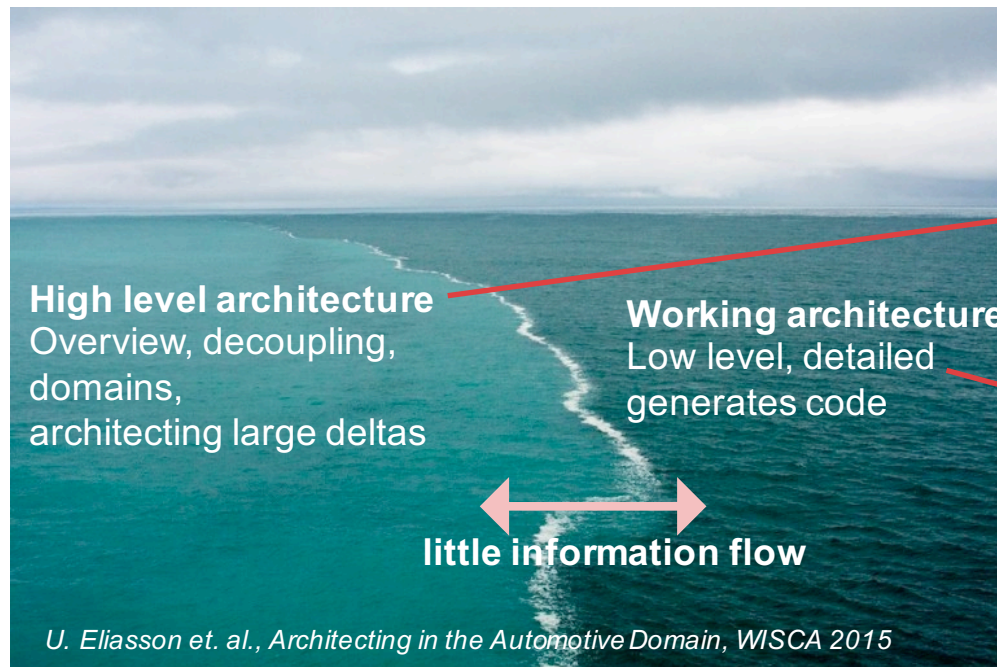 High level architecture
Overview, decoupling,
domains,
architecting large deltas
Working architecture
Low level, detailed
generates code
little information flow
U. Eliasson et. al., Architecting in the Automotive Domain, WISCA 2015